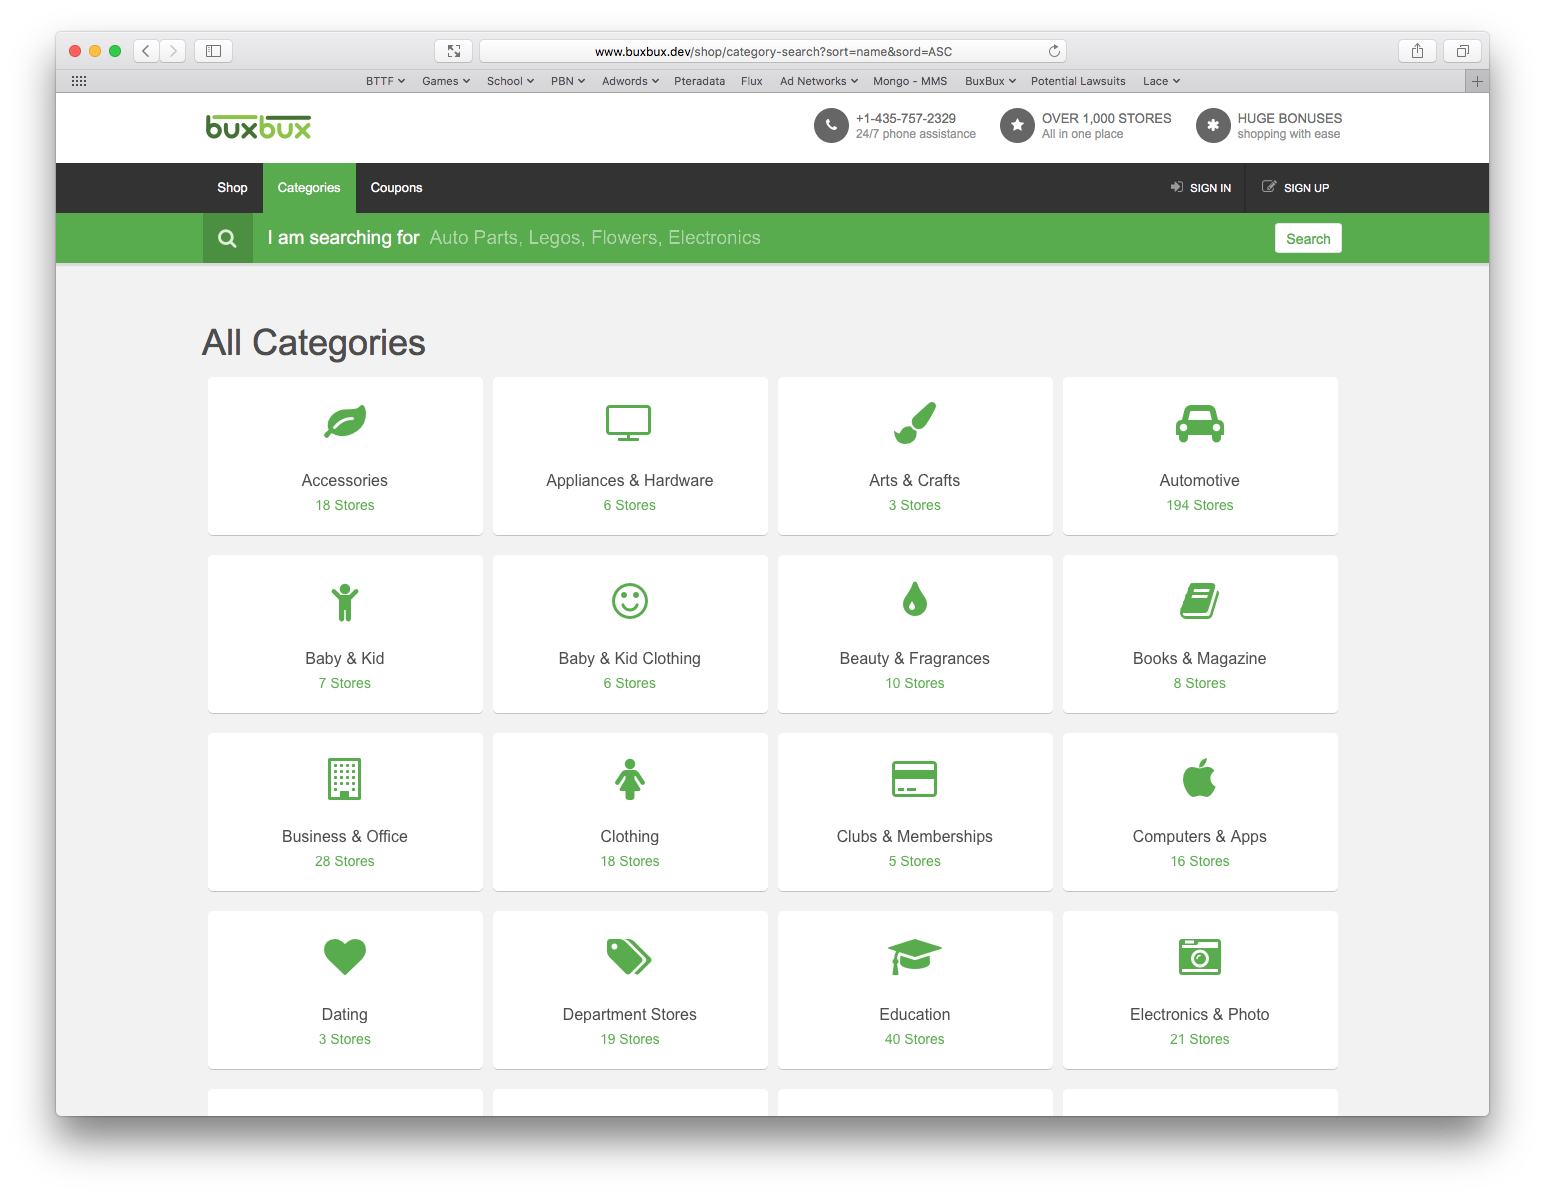 www.buxbux.dev/shop/category-search?sort=name&sord=ASC
BTTF Games School PBN Adwords Pteradata Flux Ad Networks Mongo - MMS BuxBux Potential Lawsuits Lace
buxbux
+1-435-757-2329
24/7 phone assistance
OVER 1,000 STORES
All in one place
HUGE BONUSES
shopping with ease
Shop Categories Coupons SIGN IN SIGN UP
I am searching for Auto Parts, Legos, Flowers, Electronics Search
All Categories
Accessories
18 Stores
Appliances & Hardware
6 Stores
Arts & Crafts
3 Stores
Automotive
194 Stores
Baby & Kid
7 Stores
Baby & Kid Clothing
6 Stores
Beauty & Fragrances
10 Stores
Books & Magazine
8 Stores
Business & Office
28 Stores
Clothing
18 Stores
Clubs & Memberships
5 Stores
Computers & Apps
16 Stores
Dating
3 Stores
Department Stores
19 Stores
Education
40 Stores
Electronics & Photo
21 Stores